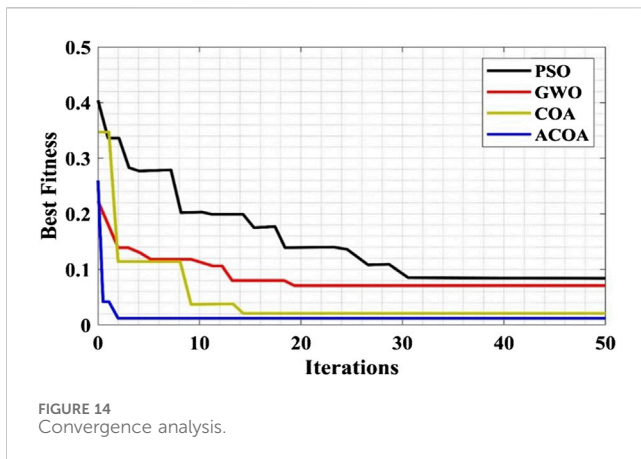 0.5
0.4
0.3
0.2
0.1
0
Best Fitness
PSO
GWO
COA
ACOA
0 10 20 30 40 50
Iterations
FIGURE 14
Convergence analysis.